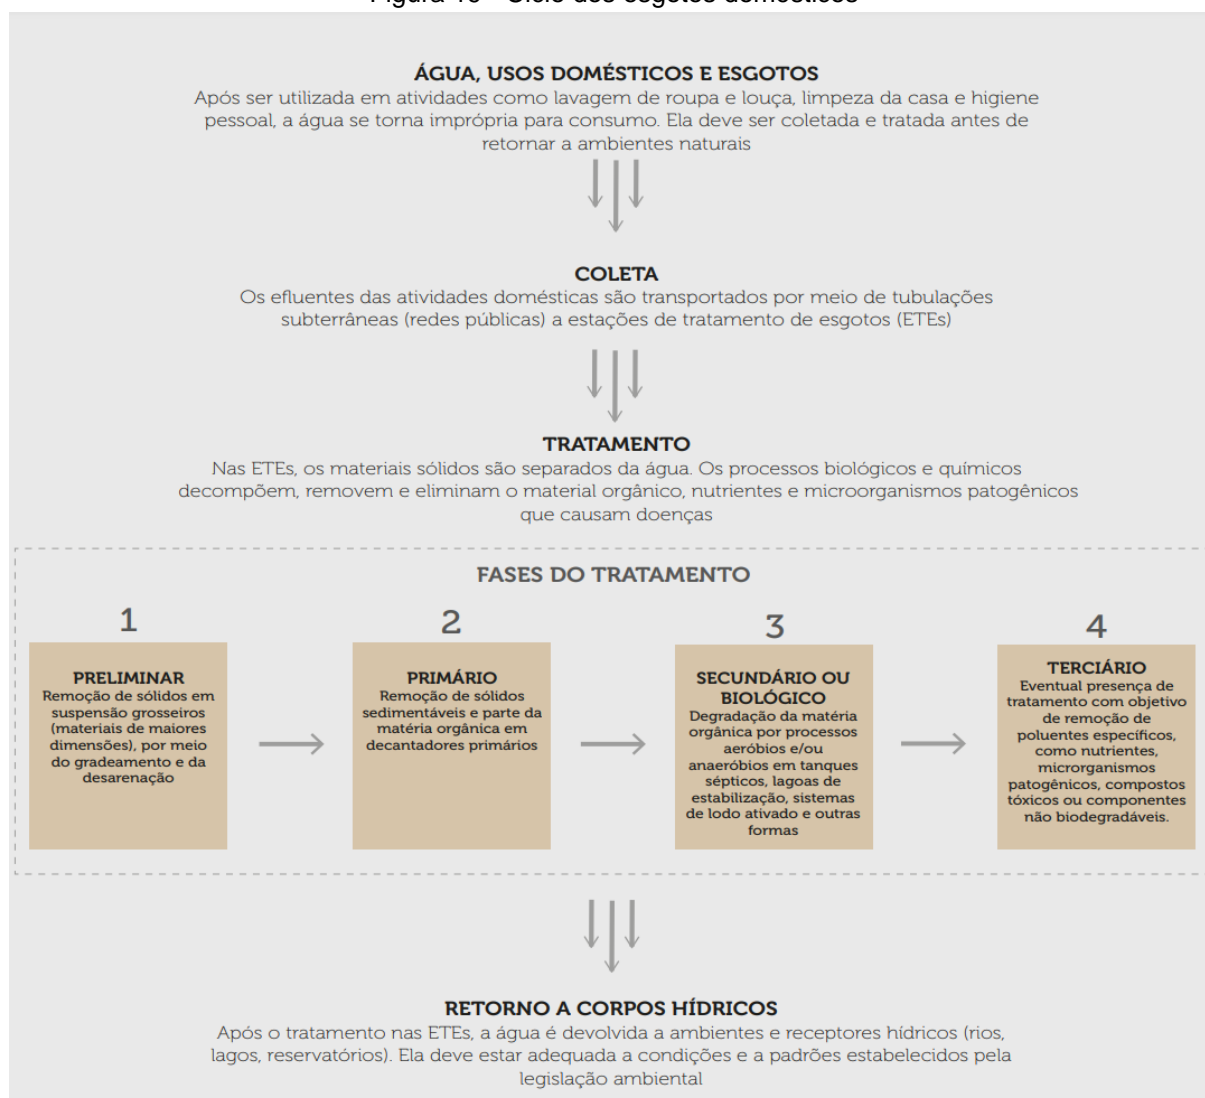 Figura 10 - Ciclo dos esgotos domésticos
ÁGUA, USOS DOMÉSTICOS E ESGOTOS
Após ser utilizada em atividades como lavagem de roupa e louça, limpeza da casa e higiene
pessoal, a água se torna imprópria para consumo. Ela deve ser coletada e tratada antes de
retornar a ambientes naturais
COLETA
Os efluentes das atividades domésticas são transportados por meio de tubulações
subterrâneas (redes públicas) a estações de tratamento de esgotos (ETEs)
TRATAMENTO
Nas ETEs, os materiais sólidos são separados da água. Os processos biológicos e químicos
decompõem, removem e eliminam o material orgânico, nutrientes e microorganismos patogênicos
que causam doenças
FASES DO TRATAMENTO
1
PRELIMINAR
Remoção de sólidos em
suspensão grosseiros
(materiais de maiores
dimensões), por meio
do gradeamento e da
desarenação
2
PRIMÁRIO
Remoção de sólidos
sedimentáveis e parte da
matéria orgânica em
decantadores primários
3
SECUNDÁRIO OU
BIOLÓGICO
Degradação da matéria
orgânica por processos
aeróbios e/ou
anaeróbios em tanques
sépticos, lagoas de
estabilização, sistemas
de lodo ativado e outras
formas
4
TERCIÁRIO
Eventual presença de
tratamento com objetivo
de remoção de
poluentes específicos,
como nutrientes,
microrganismos
patogênicos, compostos
tóxicos ou componentes
não biodegradáveis.
RETORNO A CORPOS HÍDRICOS
Após o tratamento nas ETEs, a água é devolvida a ambientes e receptores hídricos (rios,
lagos, reservatórios). Ela deve estar adequada a condições e a padrões estabelecidos pela
legislação ambiental